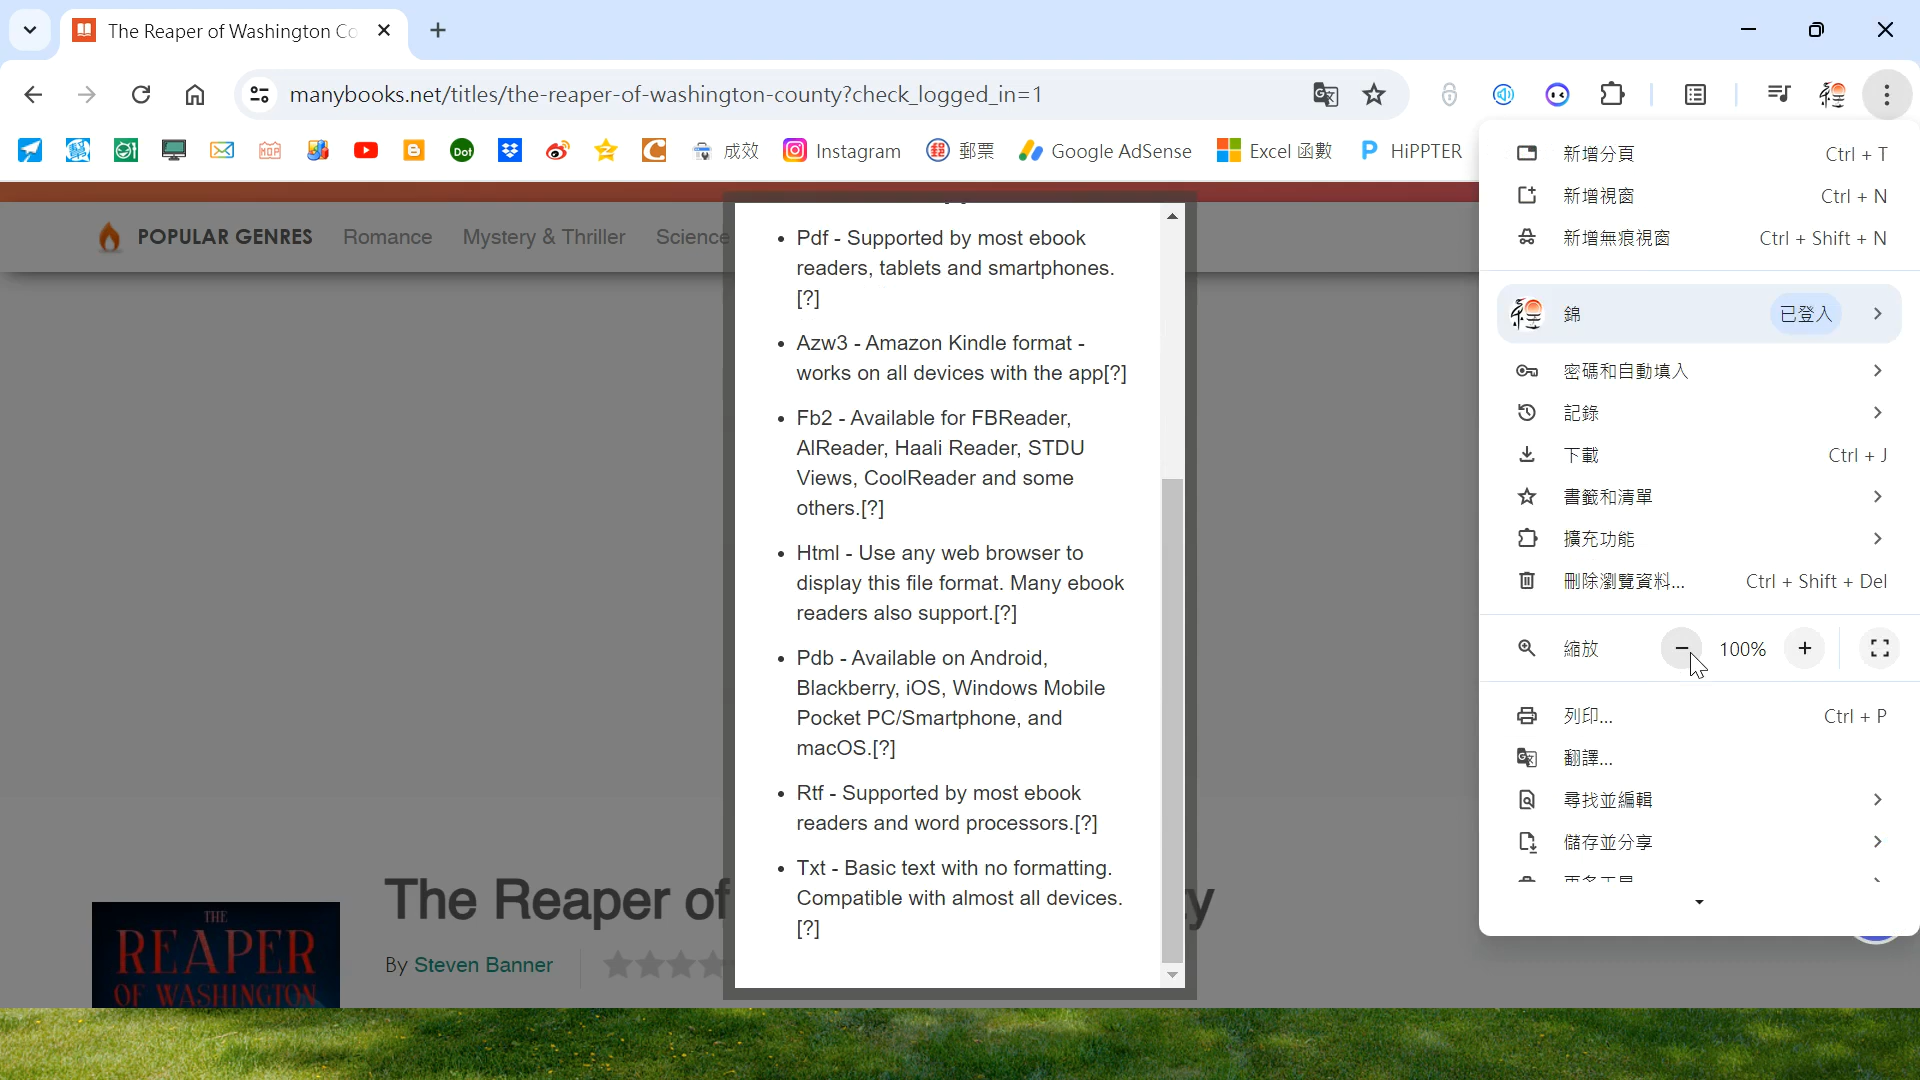 The Reaper of Washington Co
manybooks.net/titles/the-reaper-of-washington-county?check_logged_in=1
成效
Instagram
郵票
Google AdSense
Excel 函數
HiPPTER
POPULAR GENRES
Romance
Mystery & Thriller
Science
• Pdf - Supported by most ebook
readers, tablets and smartphones.
[?]
• Azw3 - Amazon Kindle format -
works on all devices with the app[?]
• Fb2 - Available for FBReader,
AlReader, Haali Reader, STDU
Views, CoolReader and some
others.[?]
• Html - Use any web browser to
display this file format. Many ebook
readers also support.[?]
• Pdb - Available on Android,
Blackberry, iOS, Windows Mobile
Pocket PC/Smartphone, and
macOS.[?]
• Rtf - Supported by most ebook
readers and word processors.[?]
• Txt - Basic text with no formatting.
Compatible with almost all devices.
[?]
The Reaper of
y
By Steven Banner
THE
REAPER
OF WASHINGTON
新增分頁 Ctrl + T
新增視窗 Ctrl + N
新增無痕視窗 Ctrl + Shift + N
錦 已登入
密碼和自動填入
記錄
下載 Ctrl + J
書籤和清單
擴充功能
刪除瀏覽資料... Ctrl + Shift + Del
縮放 − 100% +
列印... Ctrl + P
翻譯...
尋找並編輯
儲存並分享